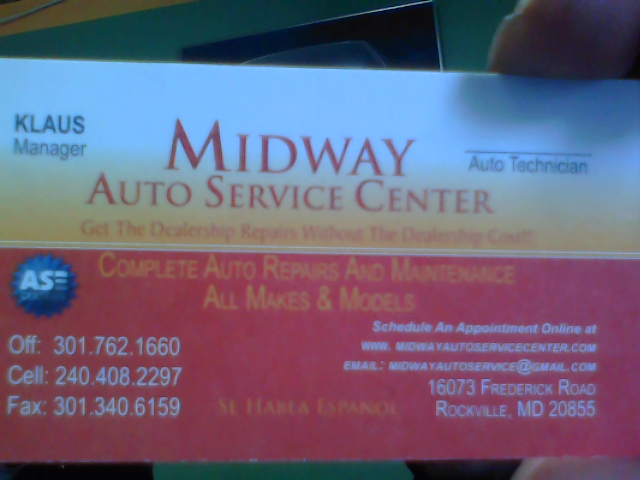 KLAUS
Manager
MIDWAY
AUTO SERVICE CENTER
Auto Technician
Get The Dealership Repairs Without The Dealership Cost!!
ASE
CERTIFIED
COMPLETE AUTO REPAIRS AND MAINTENANCE
ALL MAKES & MODELS
Off: 301.762.1660
Cell: 240.408.2297
Fax: 301.340.6159
SE HABLA ESPANOL
Schedule An Appointment Online at
WWW. MIDWAYAUTOSERVICECENTER.COM
EMAIL: MIDWAYAUTOSERVICE@GMAIL.COM
16073 FREDERICK ROAD
ROCKVILLE, MD 20855